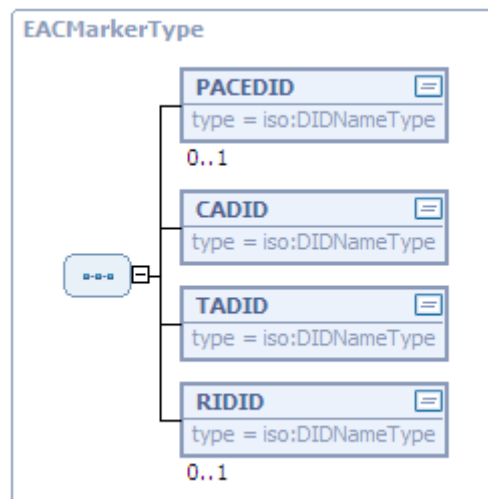 EACMarkerType
PACEDID
type = iso:DIDNameType
0..1
CADID
type = iso:DIDNameType
TADID
type = iso:DIDNameType
RIDID
type = iso:DIDNameType
0..1